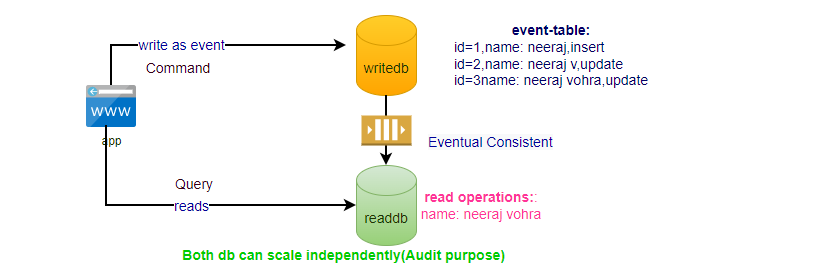 event-table:
write as event
id=1,name: neeraj,insert
id=2,name: neeraj v,update
id=3name: neeraj vohra,update
Command
writedb
WWW
app
Eventual Consistent
Query
reads
read operations::
name: neeraj vohra
readdb
Both db can scale independently(Audit purpose)